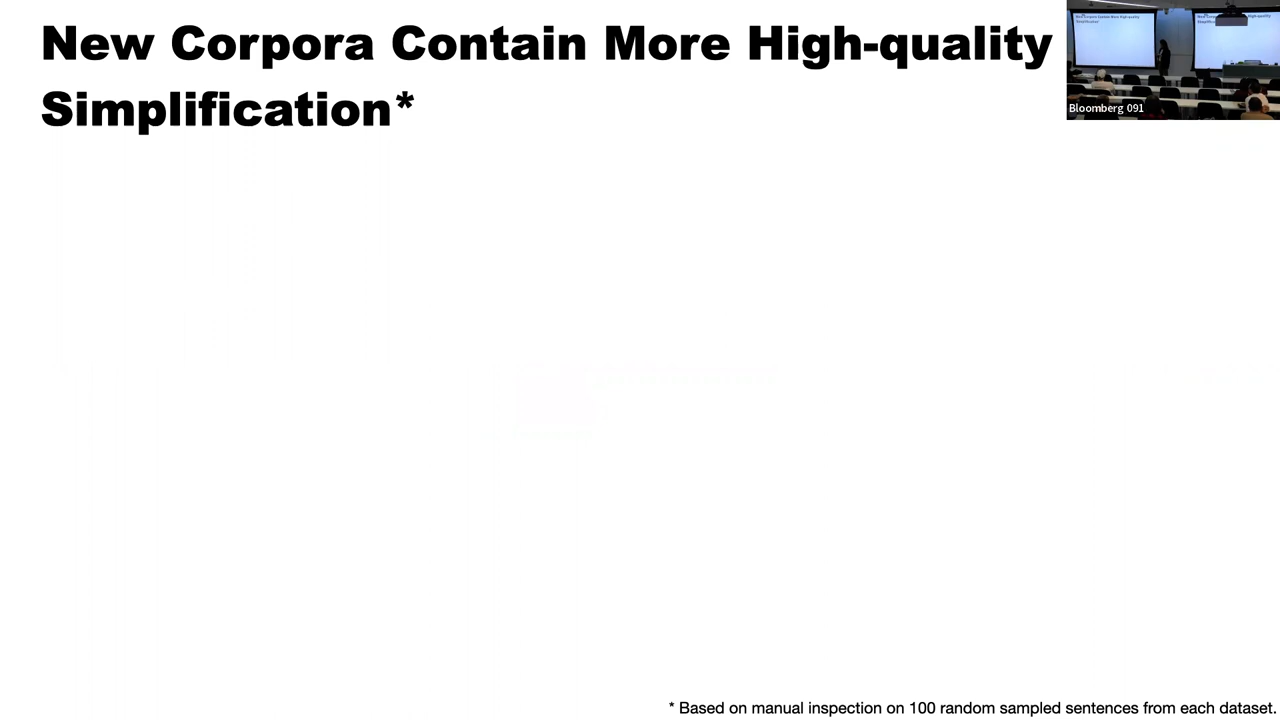 New Corpora Contain More High-quality
Simplification*
Bloomberg 091
* Based on manual inspection on 100 random sampled sentences from each dataset.